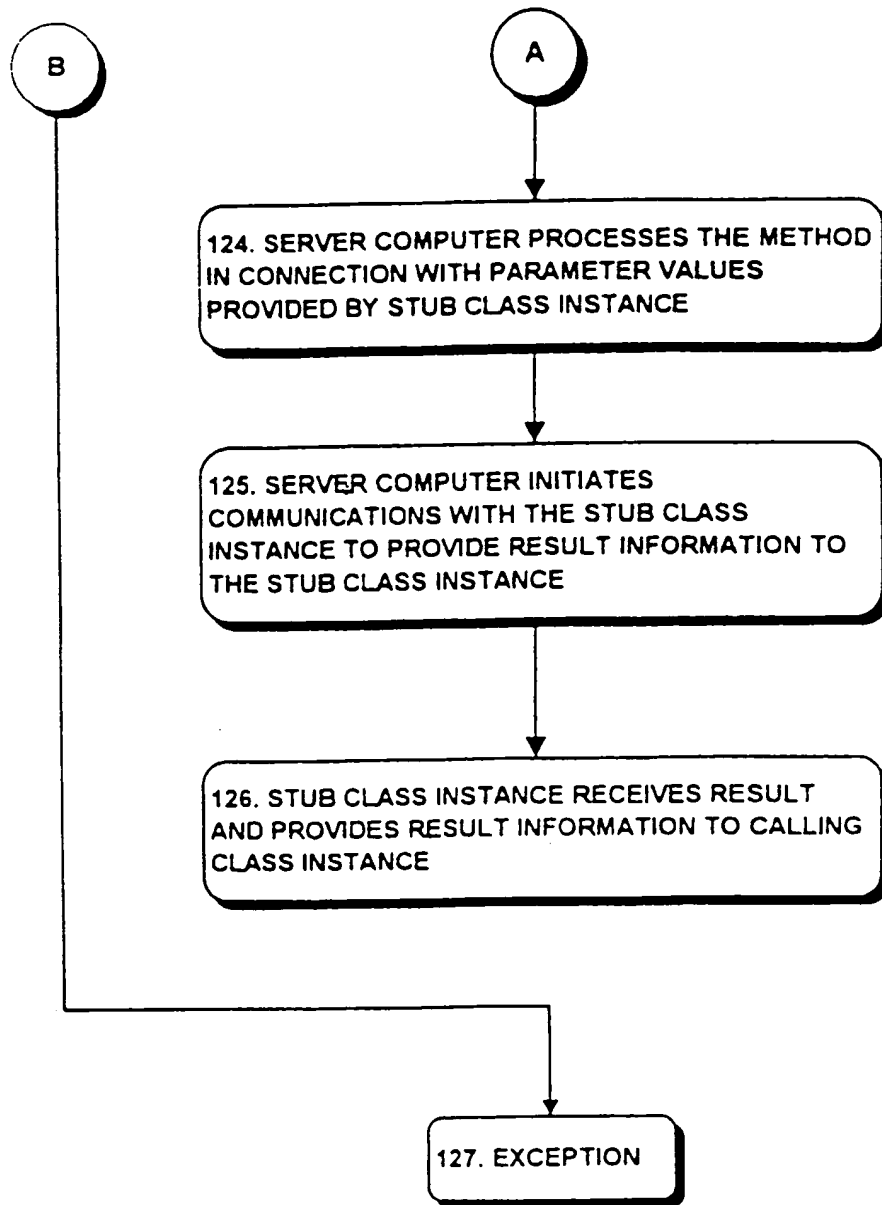 B
A
124. SERVER COMPUTER PROCESSES THE METHOD
IN CONNECTION WITH PARAMETER VALUES
PROVIDED BY STUB CLASS INSTANCE
125. SERVER COMPUTER INITIATES
COMMUNICATIONS WITH THE STUB CLASS
INSTANCE TO PROVIDE RESULT INFORMATION TO
THE STUB CLASS INSTANCE
126. STUB CLASS INSTANCE RECEIVES RESULT
AND PROVIDES RESULT INFORMATION TO CALLING
CLASS INSTANCE
127. EXCEPTION